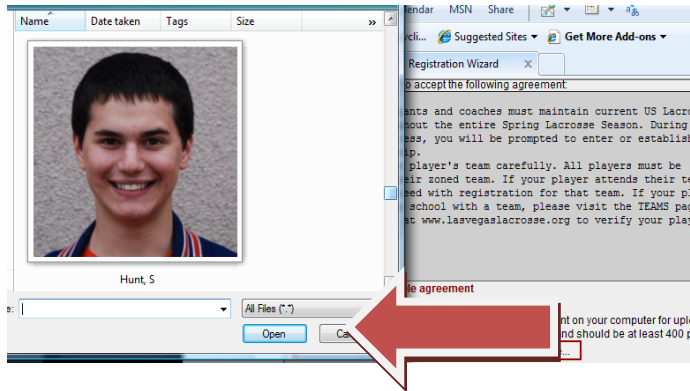 Name Date taken Tags Size »
Hunt, S
e:
All Files (*.*)
Open
endar MSN Share
Suggested Sites Get More Add-ons
Registration Wizard X
o accept the following agreement:
ants and coaches must maintain current US Lacro
hout the entire Spring Lacrosse Season. During
ess, you will be prompted to enter or establish
ip.
player's team carefully. All players must be
eir zoned team. If your player attends their te
eed with registration for that team. If your pl
school with a team, please visit the TEAMS pag
at www.lasvegaslacrosse.org to verify your play
le agreement
nt on your computer for uplo
nd should be at least 400 p